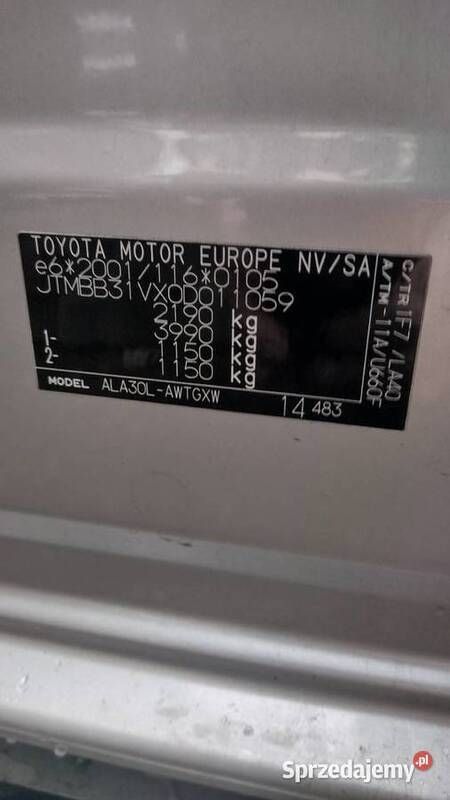 TOYOTA MOTOR EUROPE NV/SA
e6*2001/116*0105
JTMBB31VX0D011059
2190 kg
3990 kg
1- 1150 kg
2- 1150 kg
MODEL ALA30L-AWTGXW
14 483
C/TR 1F7 /LA40
A/TM -11A/U660F
Sprzedajemy.pl